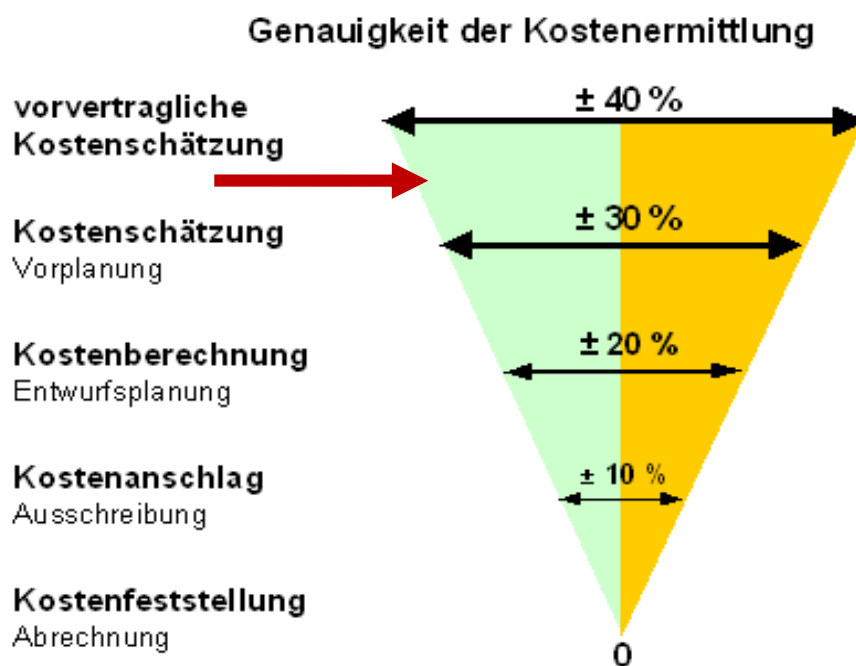 Genauigkeit der Kostenermittlung
vorvertragliche
Kostenschätzung
± 40 %
Kostenschätzung
Vorplanung
± 30 %
Kostenberechnung
Entwurfsplanung
± 20 %
Kostenanschlag
Ausschreibung
± 10 %
Kostenfeststellung
Abrechnung
0